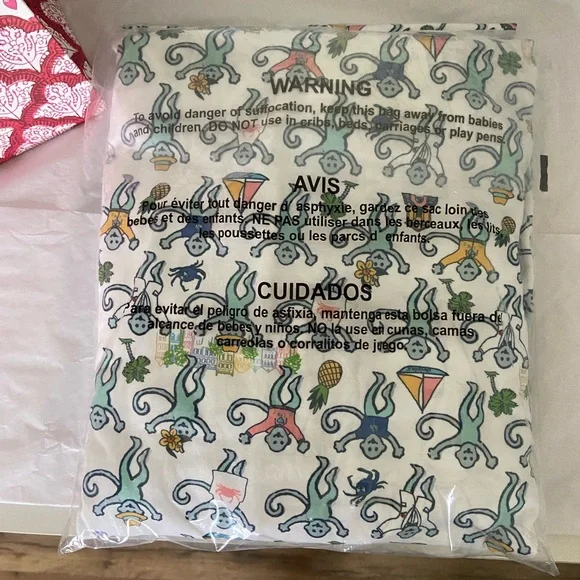 WARNING
To avoid danger of suffocation, keep this bag away from babies
and children. DO NOT use in cribs, beds, carriages or play pens.
AVIS
Pour éviter tout danger d' asphyxie, gardez ce sac loin des
bebés et des enfants. NE PAS utiliser dans les berceaux, les lits,
les poussettes ou les parcs d' enfants.
CUIDADOS
Para evitar el peligro de asfixia, mantenga esta bolsa fuera de
alcance de bebes y niños. NO la use en cunas, camas,
carreolas o corralitos de juego.